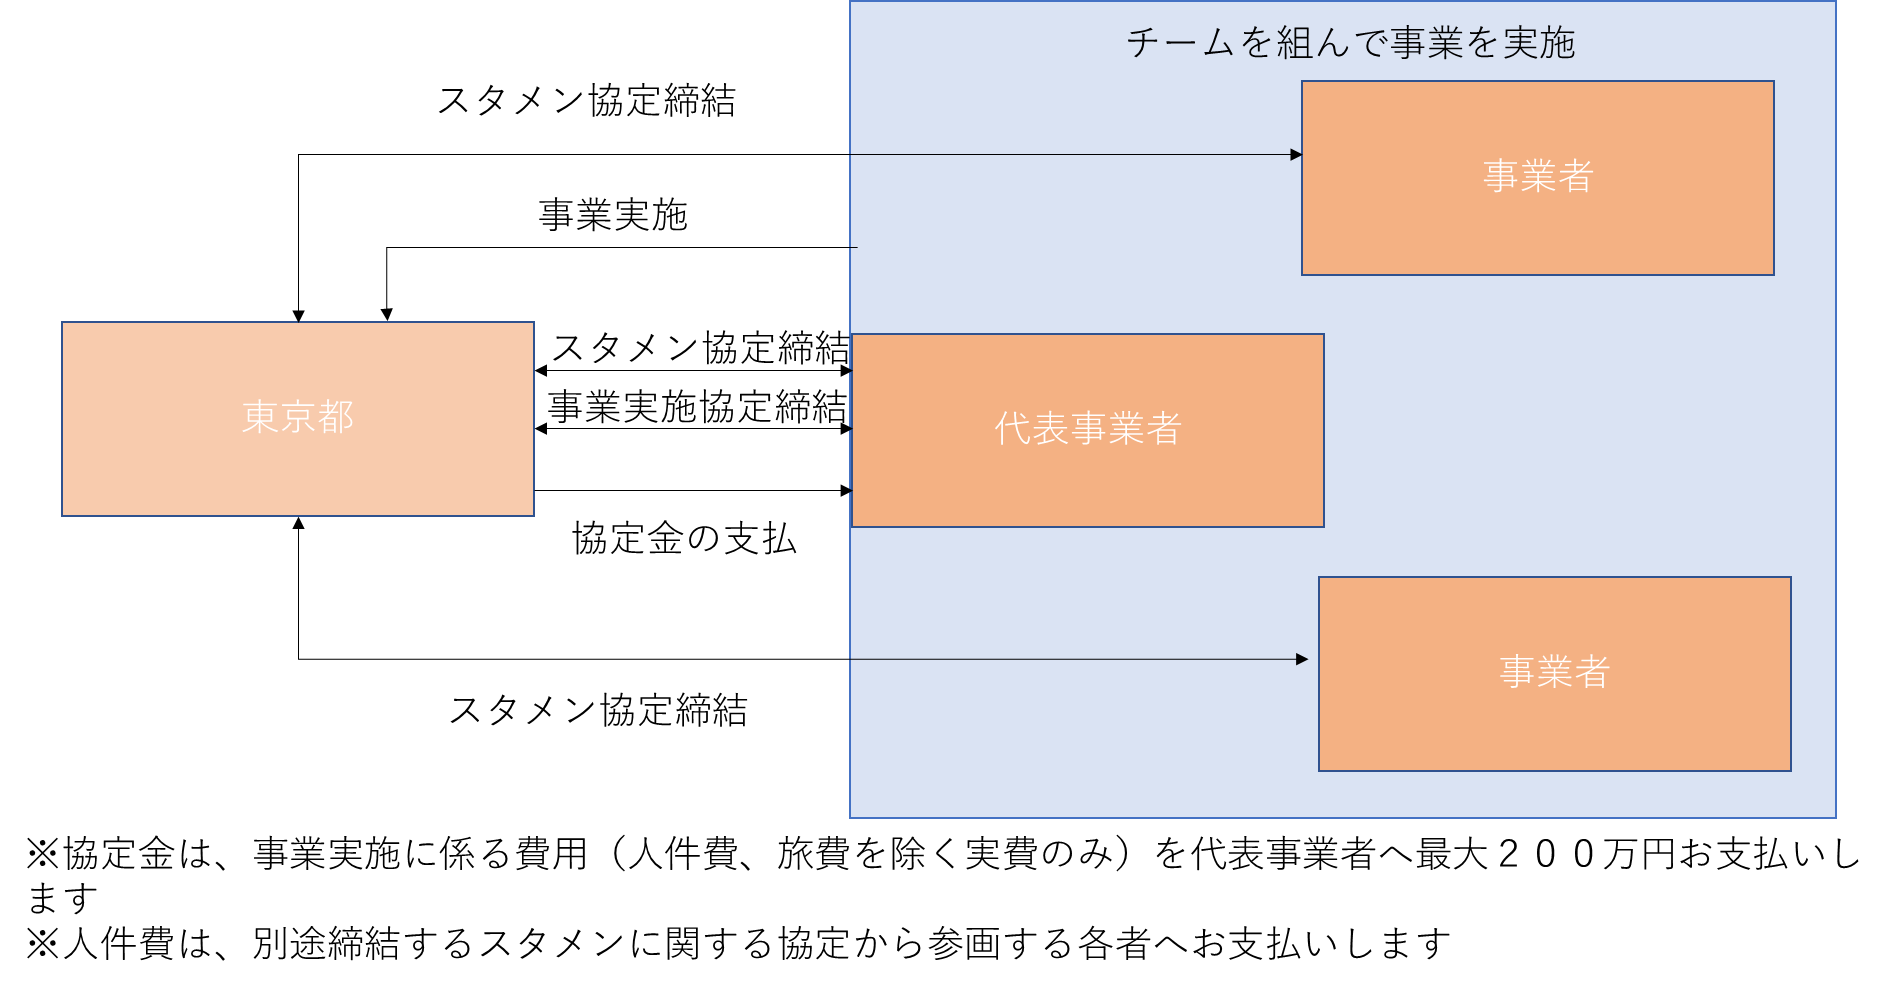 チームを組んで事業を実施
スタメン協定締結
事業者
事業実施
スタメン協定締結
事業実施協定締結
東京都
代表事業者
協定金の支払
事業者
スタメン協定締結
※協定金は、事業実施に係る費用（人件費、旅費を除く実費のみ）を代表事業者へ最大２００万円お支払いし
ます
※人件費は、別途締結するスタメンに関する協定から参画する各者へお支払いします